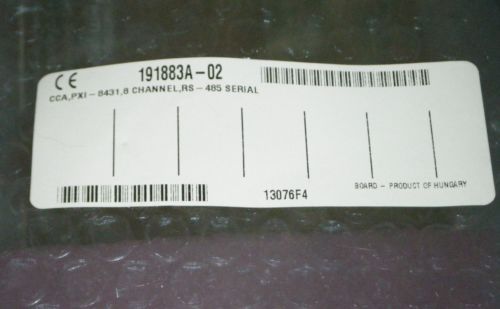 CE 191883A-02
CCA,PXI - 8431,8 CHANNEL,RS - 485 SERIAL
13076F4
BOARD - PRODUCT OF HUNGARY